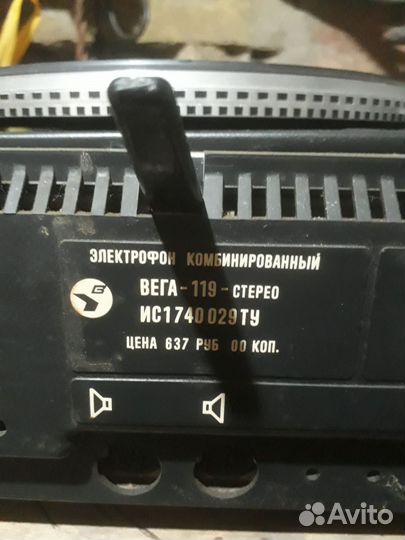 ЭЛЕКТРОФОН КОМБИНИРОВАННЫЙ
ВЕГА-119-СТЕРЕО
ИС1740029ТУ
ЦЕНА 637 РУБ 00 КОП.
Avito